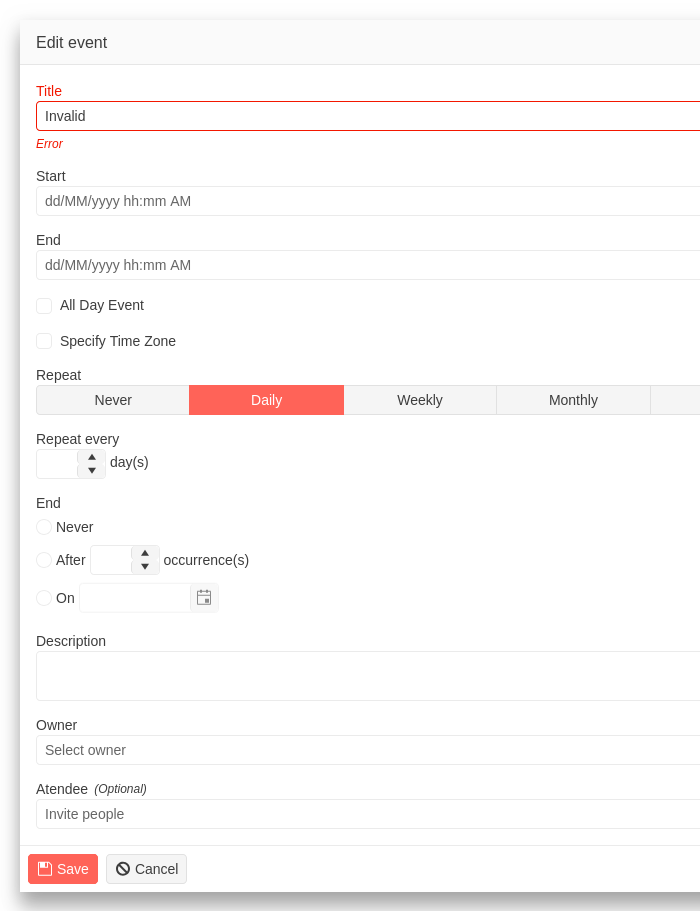 Edit event
Title
Invalid
Error
Start
dd/MM/yyyy hh:mm AM
End
dd/MM/yyyy hh:mm AM
All Day Event
Specify Time Zone
Repeat
Never Daily Weekly Monthly
Repeat every
day(s)
End
Never
After occurrence(s)
On
Description
Owner
Select owner
Atendee (Optional)
Invite people
Save Cancel